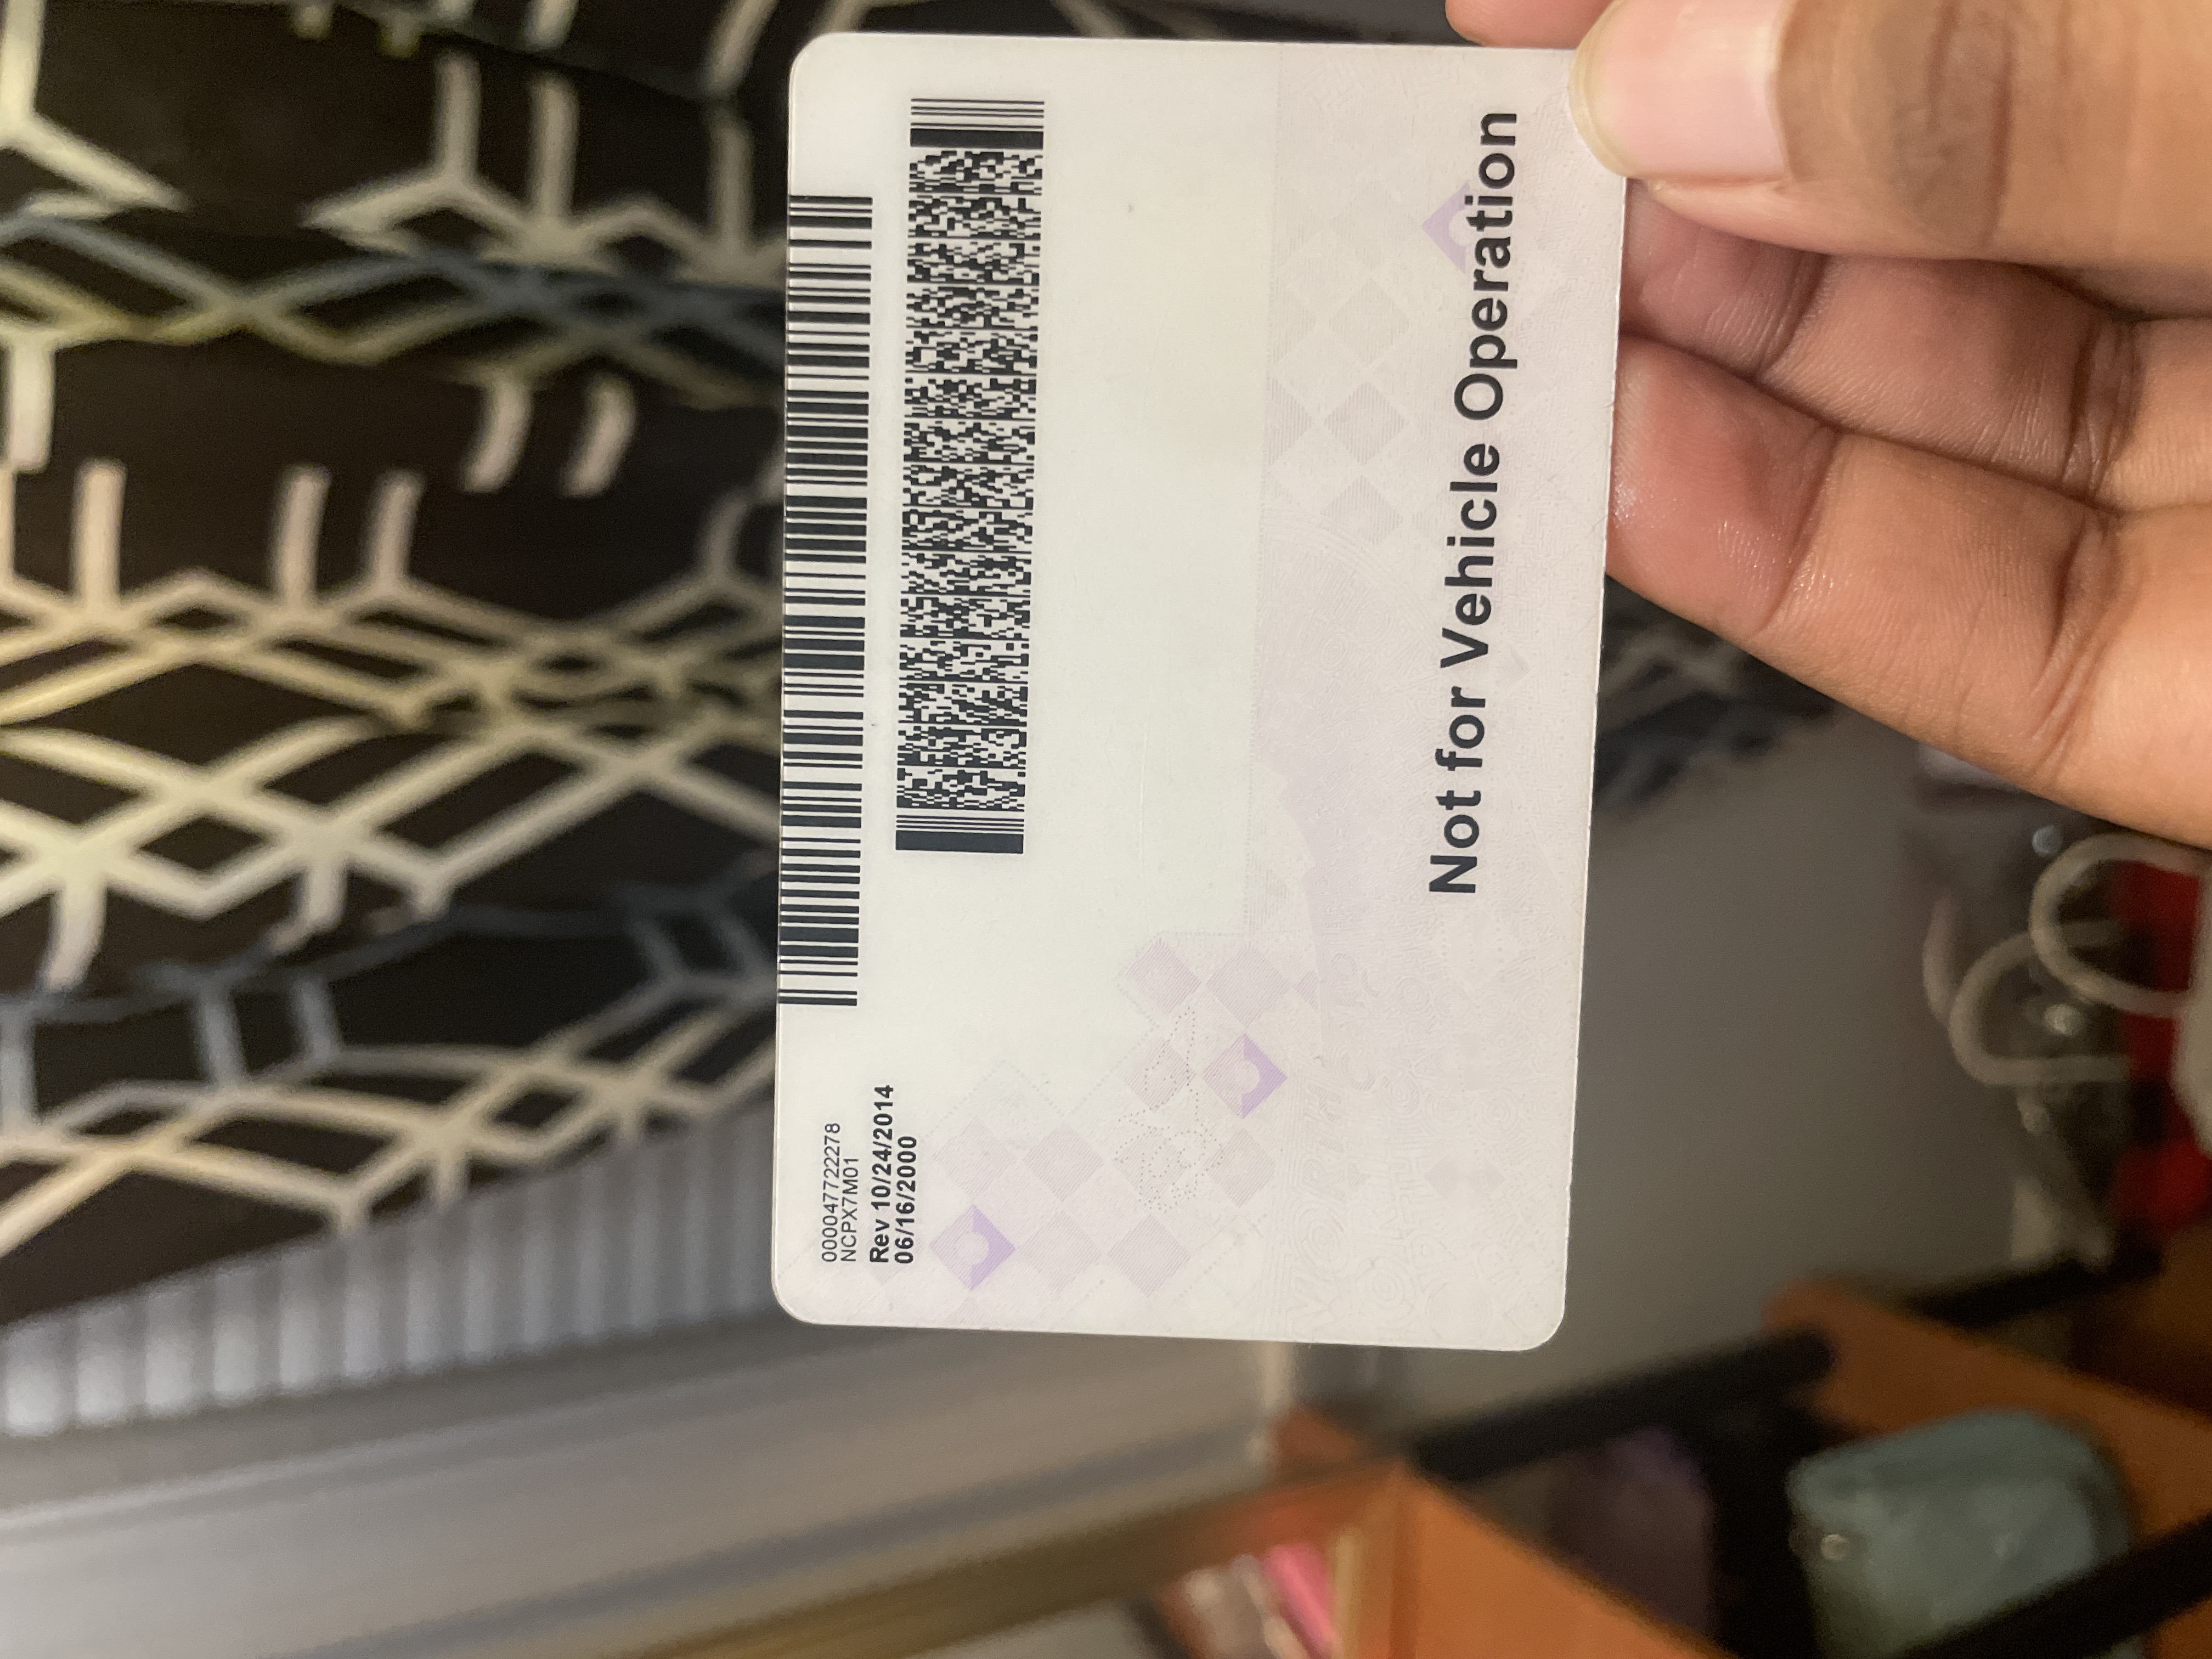 000047722278
NCPX7M01
Rev 10/24/2014
06/16/2000
Not for Vehicle Operation